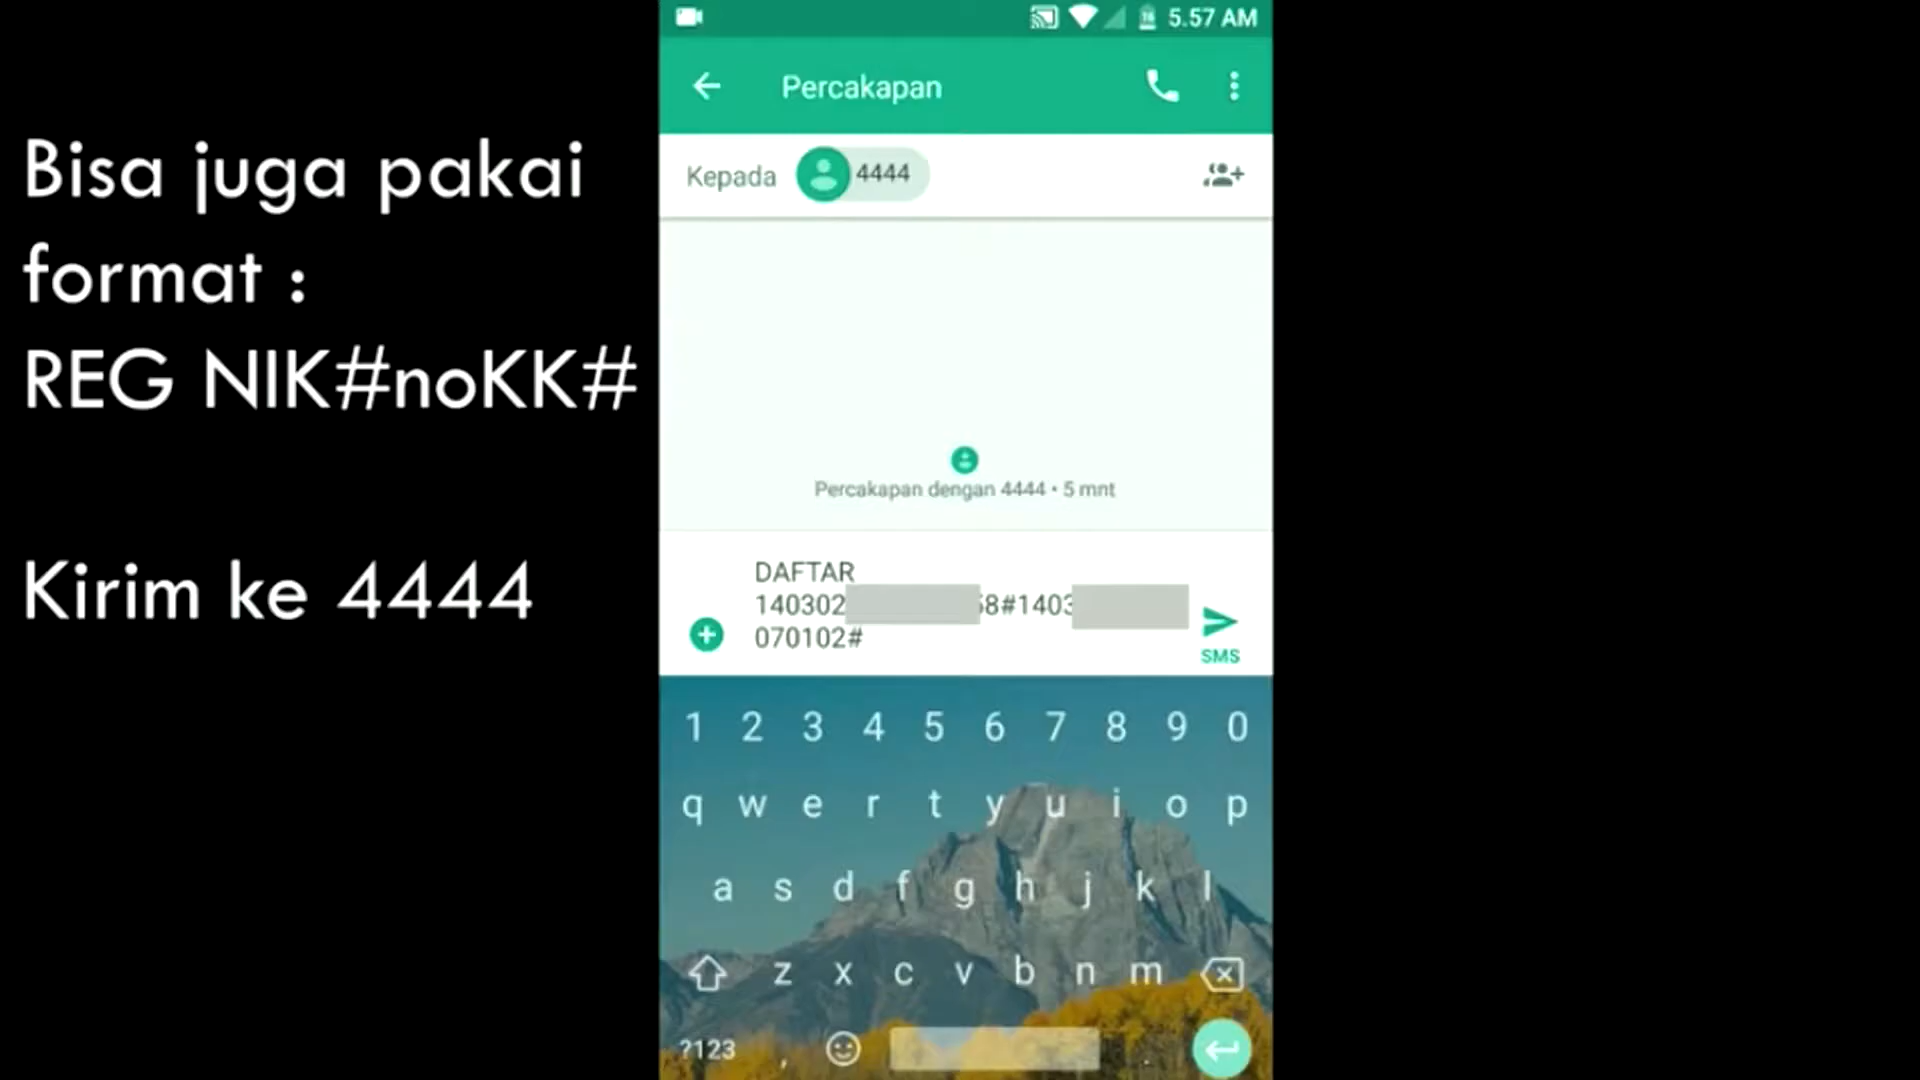 Bisa juga pakai
format :
REG NIK#noKK#
Kirim ke 4444
5.57 AM
Percakapan
Kepada 4444
Percakapan dengan 4444 • 5 mnt
DAFTAR
140302 8#1403
070102#
SMS
1 2 3 4 5 6 7 8 9 0
q w e r t y u i o p
a s d f g h j k l
z x c v b n m
?123 , .